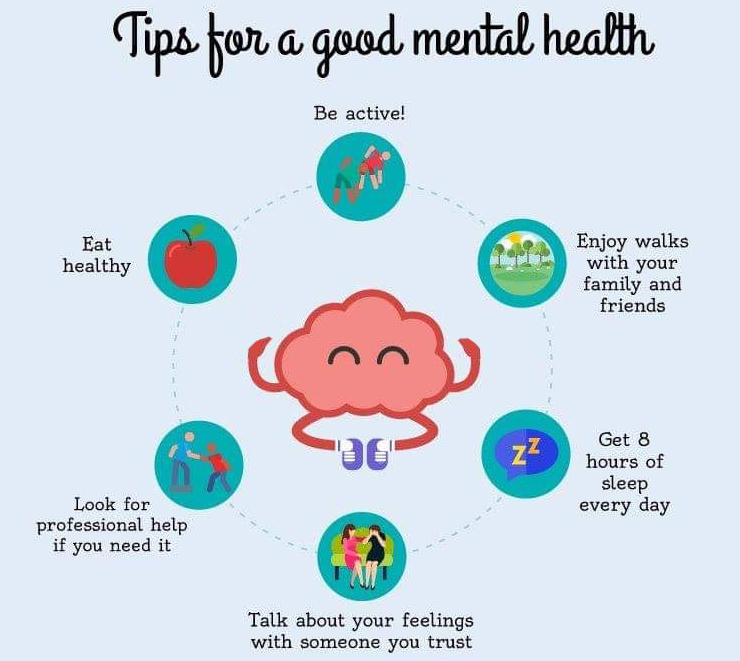 Tips for a good mental health
Be active!
Enjoy walks
with your
family and
friends
Get 8
hours of
sleep
every day
Talk about your feelings
with someone you trust
Look for
professional help
if you need it
Eat
healthy
zz